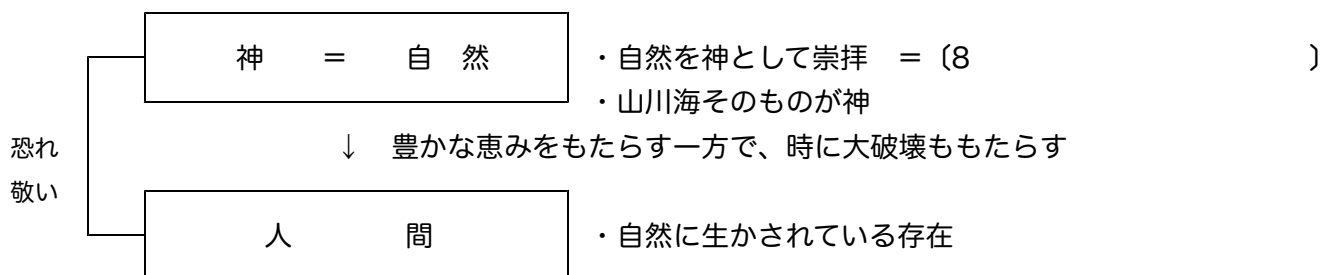 神 ＝ 自 然 ・自然を神として崇拝 ＝〔8 〕
・山川海そのものが神
恐れ ↓ 豊かな恵みをもたらす一方で、時に大破壊ももたらす
敬い
人 間 ・自然に生かされている存在